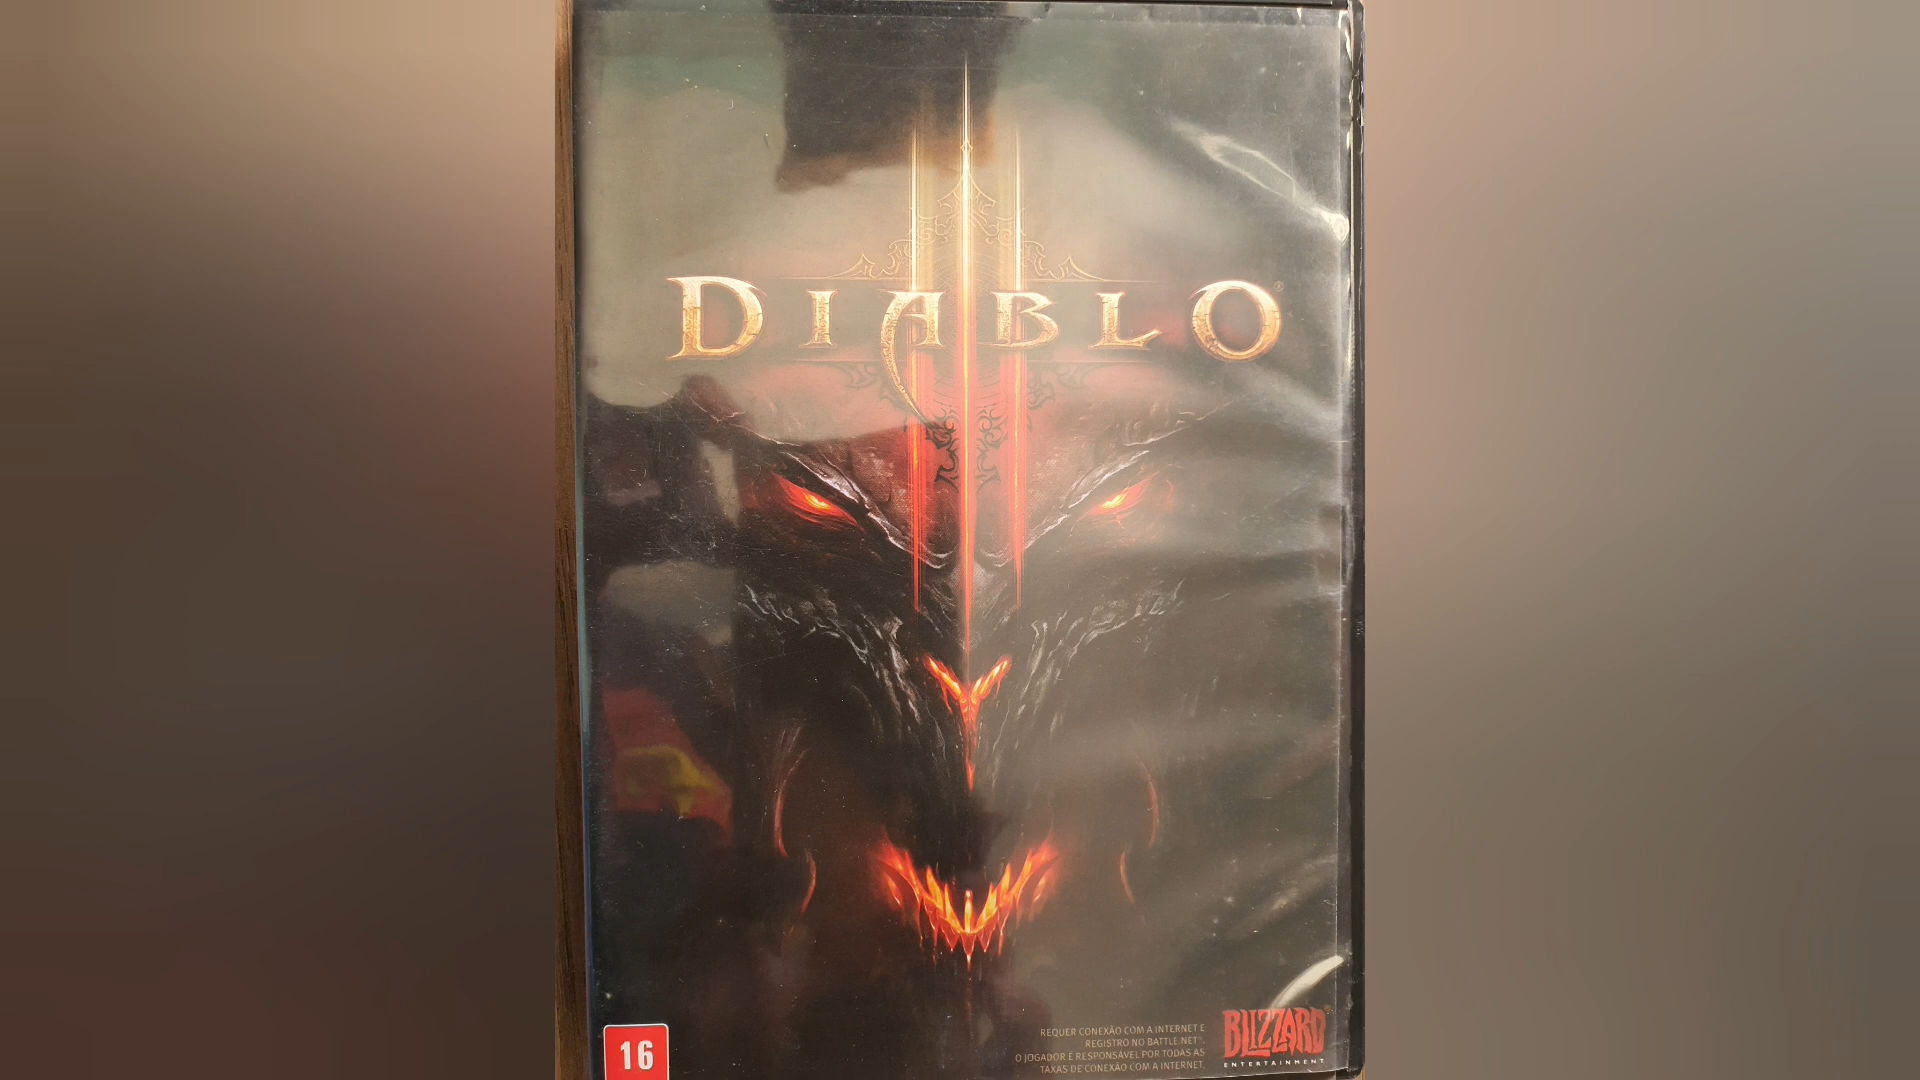 DIABLO®
16
REQUER CONEXÃO COM A INTERNET E
REGISTRO NO BATTLE.NET®.
O JOGADOR É RESPONSÁVEL POR TODAS AS
TAXAS DE CONEXÃO COM A INTERNET.
BLIZZARD®
ENTERTAINMENT